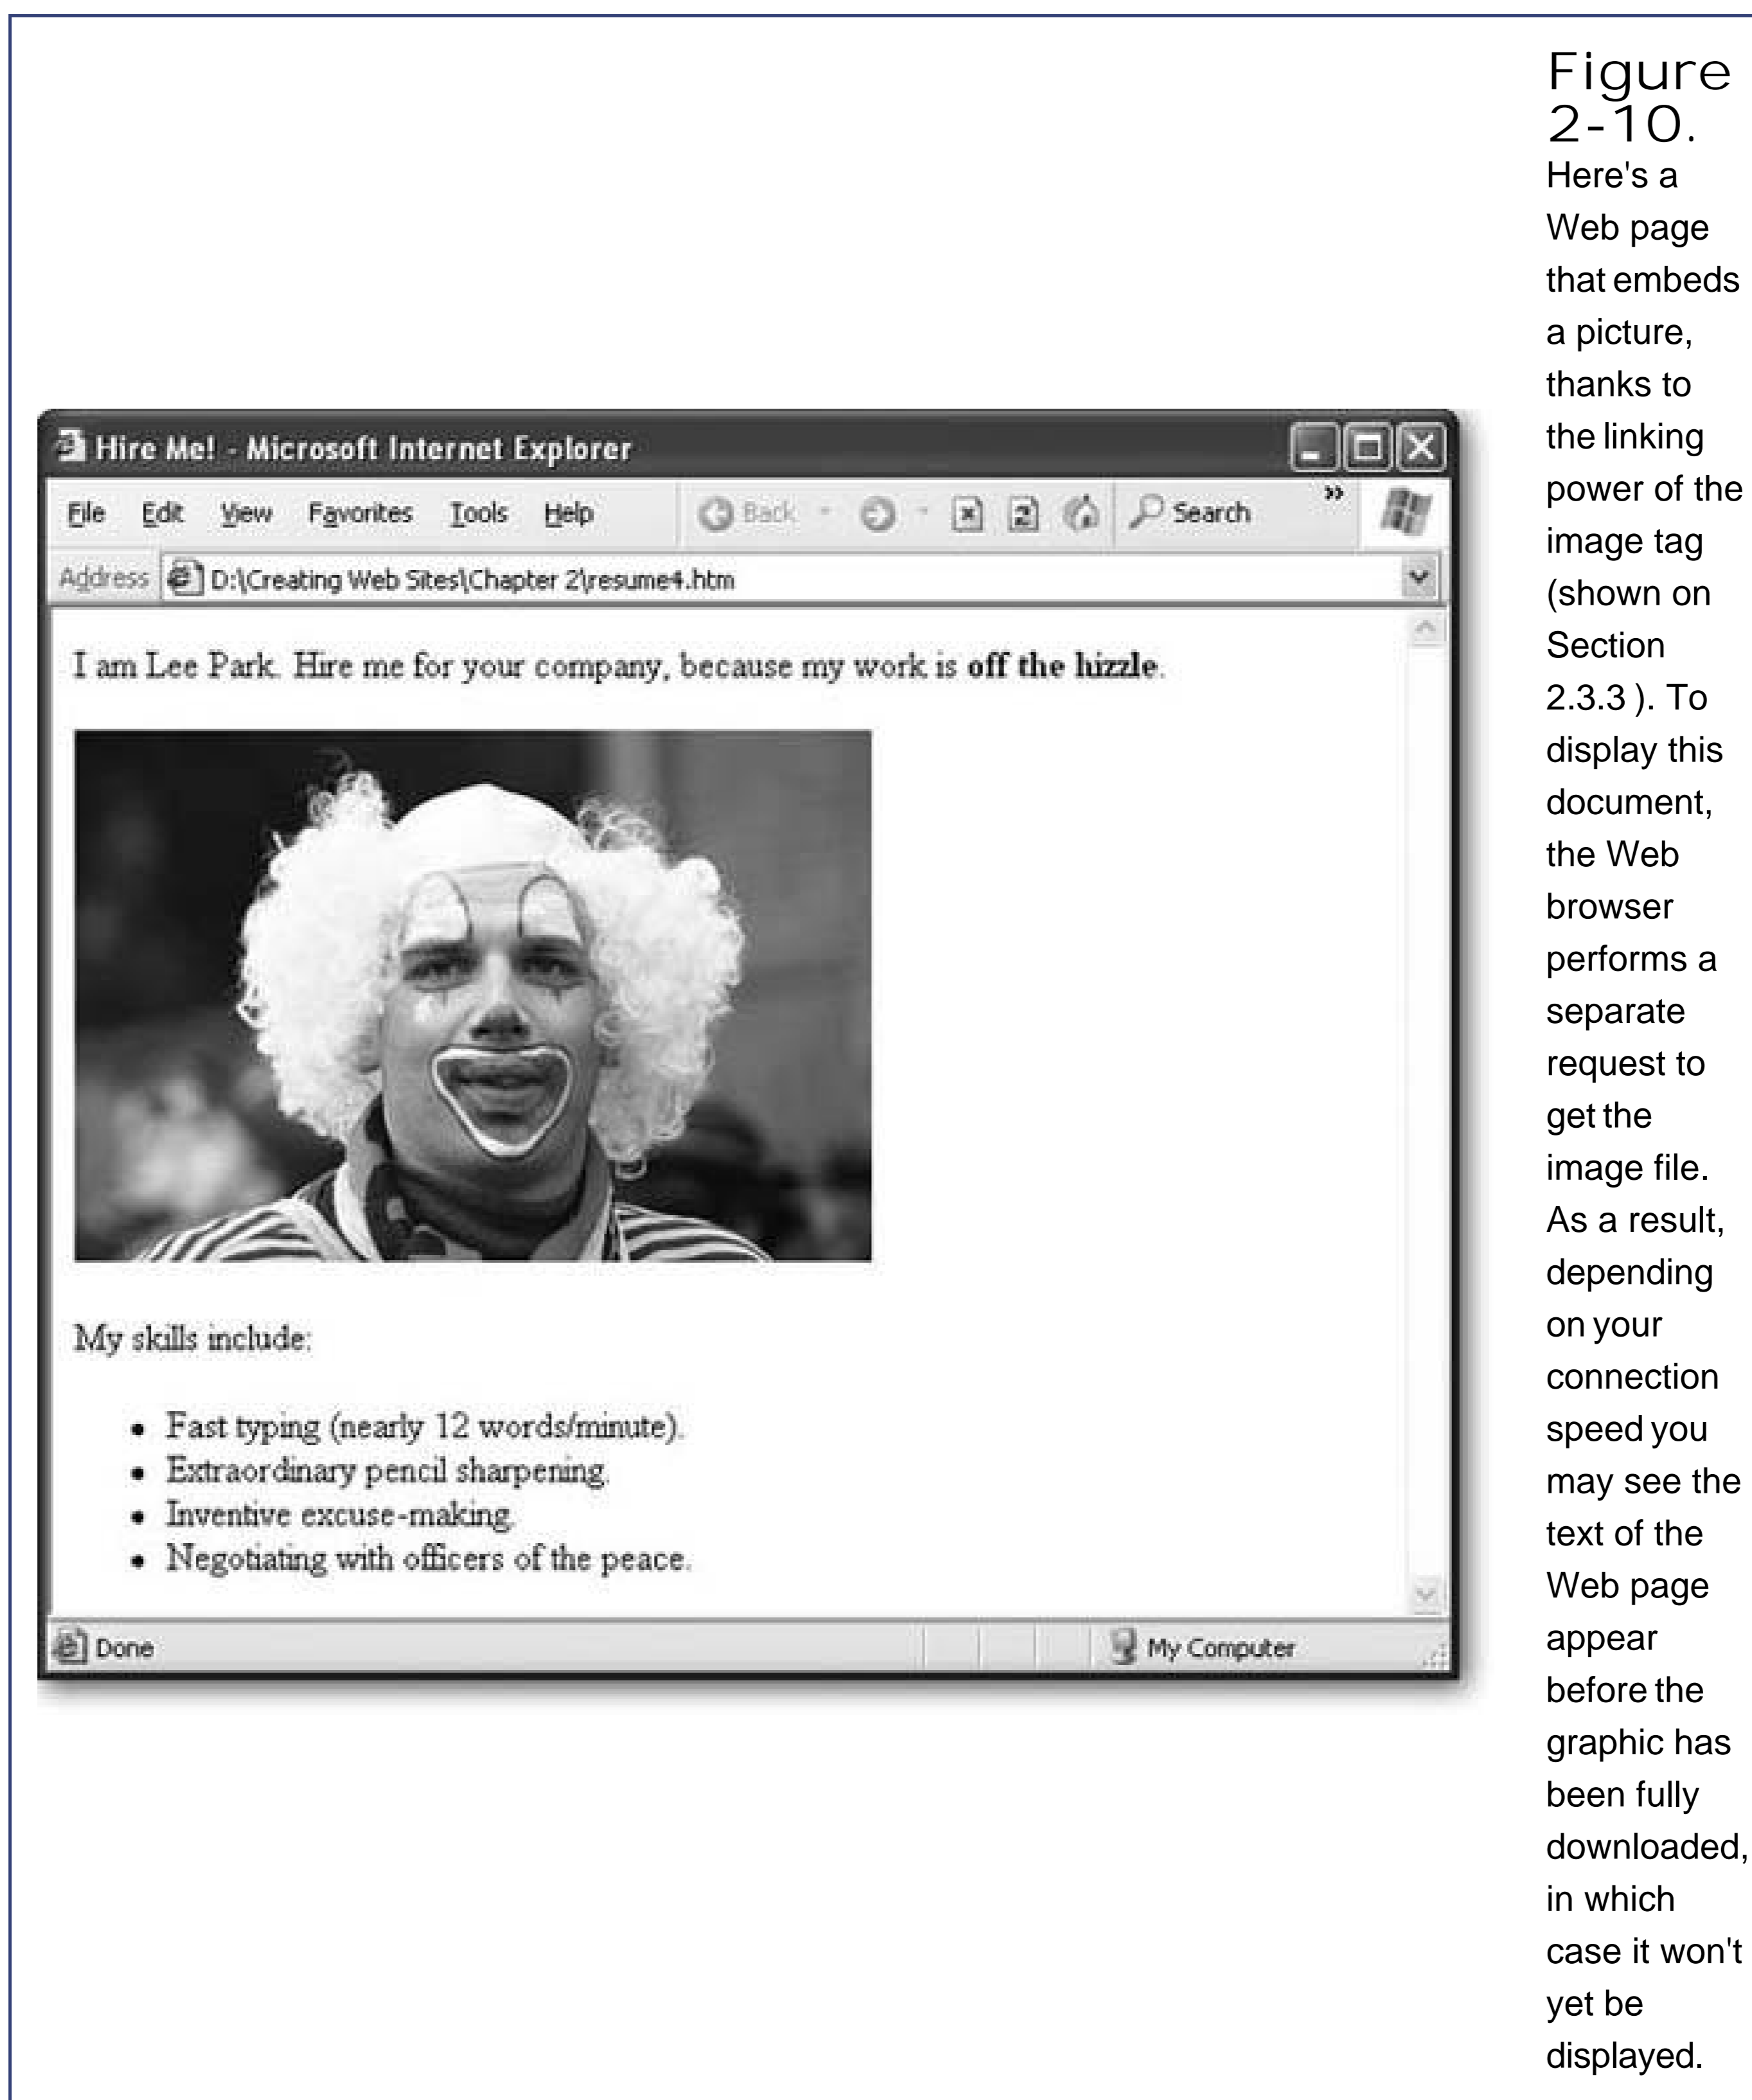 Figure
2-10.
Here's a
Web page
that embeds
a picture,
thanks to
the linking
power of the
image tag
(shown on
Section
2.3.3 ). To
display this
document,
the Web
browser
performs a
separate
request to
get the
image file.
As a result,
depending
on your
connection
speed you
may see the
text of the
Web page
appear
before the
graphic has
been fully
downloaded,
in which
case it won't
yet be
displayed.
Hire Me! - Microsoft Internet Explorer
File Edit View Favorites Tools Help Back Search »
Address D:\Creating Web Sites\Chapter 2\resume4.htm
I am Lee Park. Hire me for your company, because my work is off the hizzle.
My skills include:
• Fast typing (nearly 12 words/minute).
• Extraordinary pencil sharpening.
• Inventive excuse-making.
• Negotiating with officers of the peace.
Done My Computer